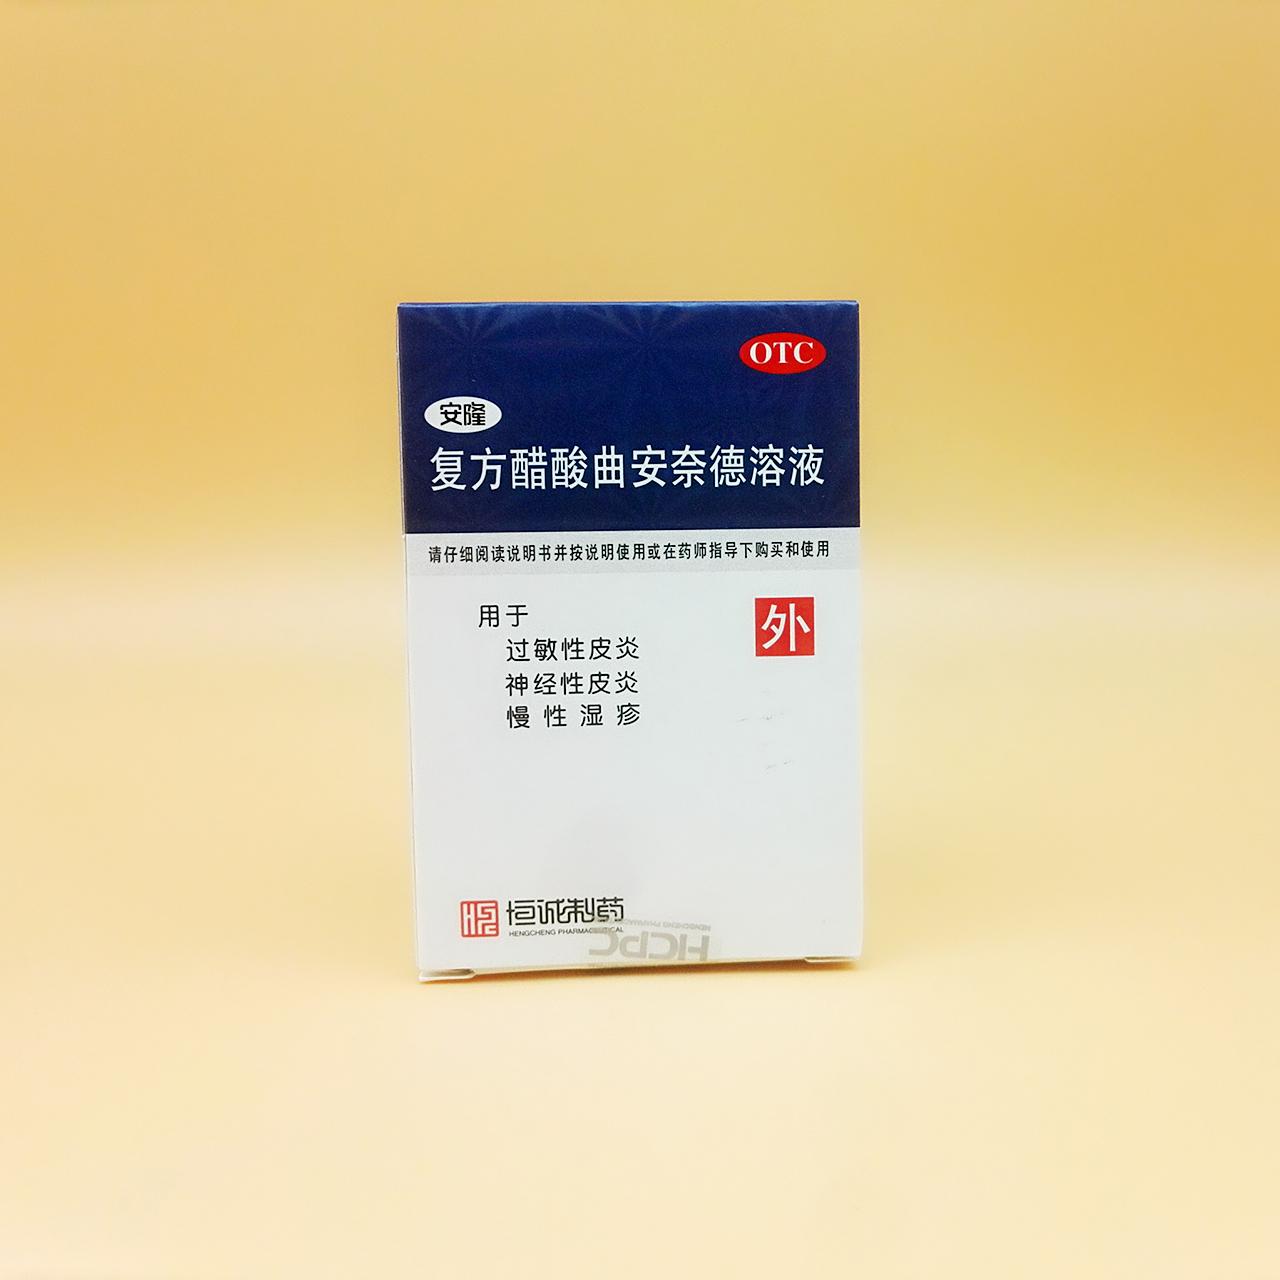 OTC
安隆
复方醋酸曲安奈德溶液
请仔细阅读说明书并按说明使用或在药师指导下购买和使用
用于
外
过敏性皮炎
神经性皮炎
慢性湿疹
恒诚制药
HENGCHENG PHARMACEUTICAL
HCPC